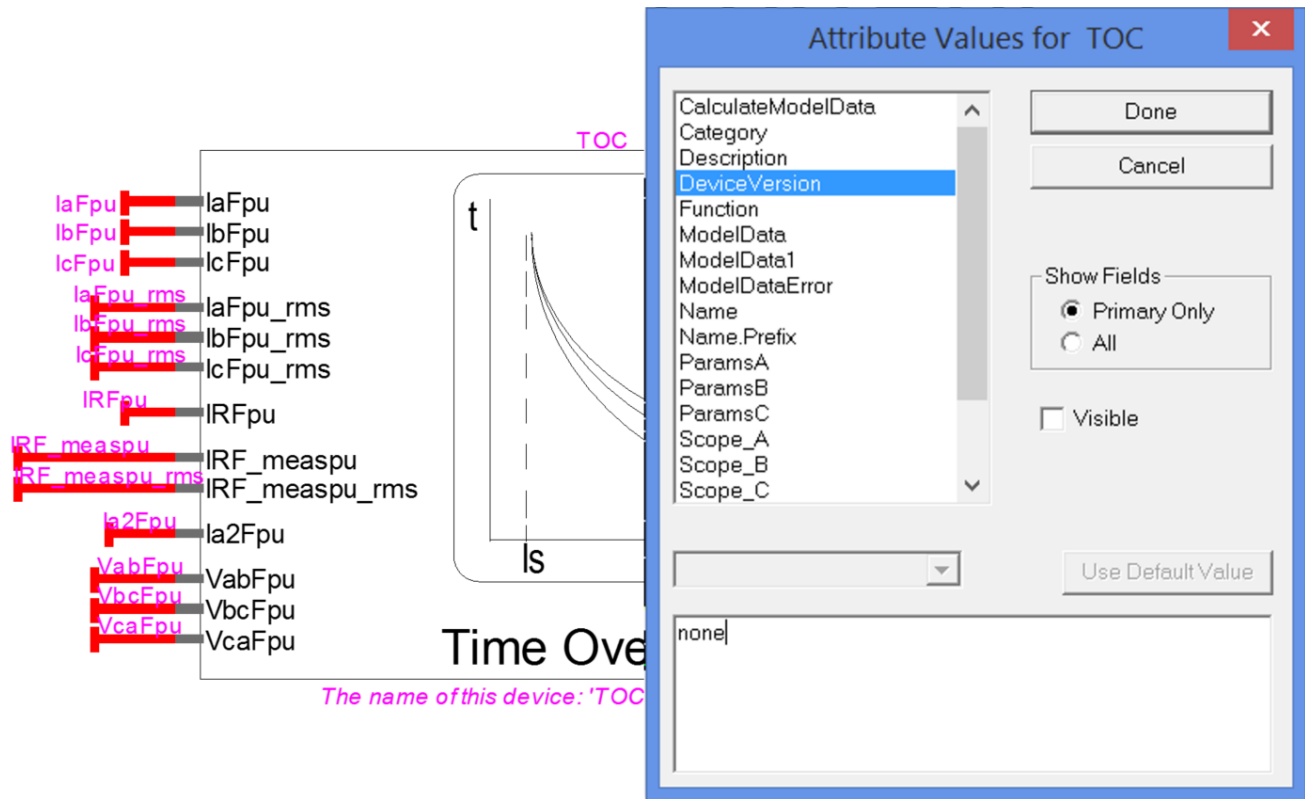 TOC
IaFpu
IaFpu
IbFpu
IbFpu
IcFpu
IcFpu
IaFpu_rms
IaFpu_rms
IbFpu_rms
IbFpu_rms
IcFpu_rms
IcFpu_rms
IRFpu
IRFpu
IRF_measpu
IRF_measpu
IRF_measpu_rms
IRF_measpu_rms
Ia2Fpu
Ia2Fpu
VabFpu
VabFpu
VbcFpu
VbcFpu
VcaFpu
VcaFpu
t
Is
Time Ove
The name of this device: 'TOC
Attribute Values for TOC
CalculateModelData
Category
Description
DeviceVersion
Function
ModelData
ModelData1
ModelDataError
Name
Name.Prefix
ParamsA
ParamsB
ParamsC
Scope_A
Scope_B
Scope_C
Done
Cancel
Show Fields
Primary Only
All
Visible
Use Default Value
none